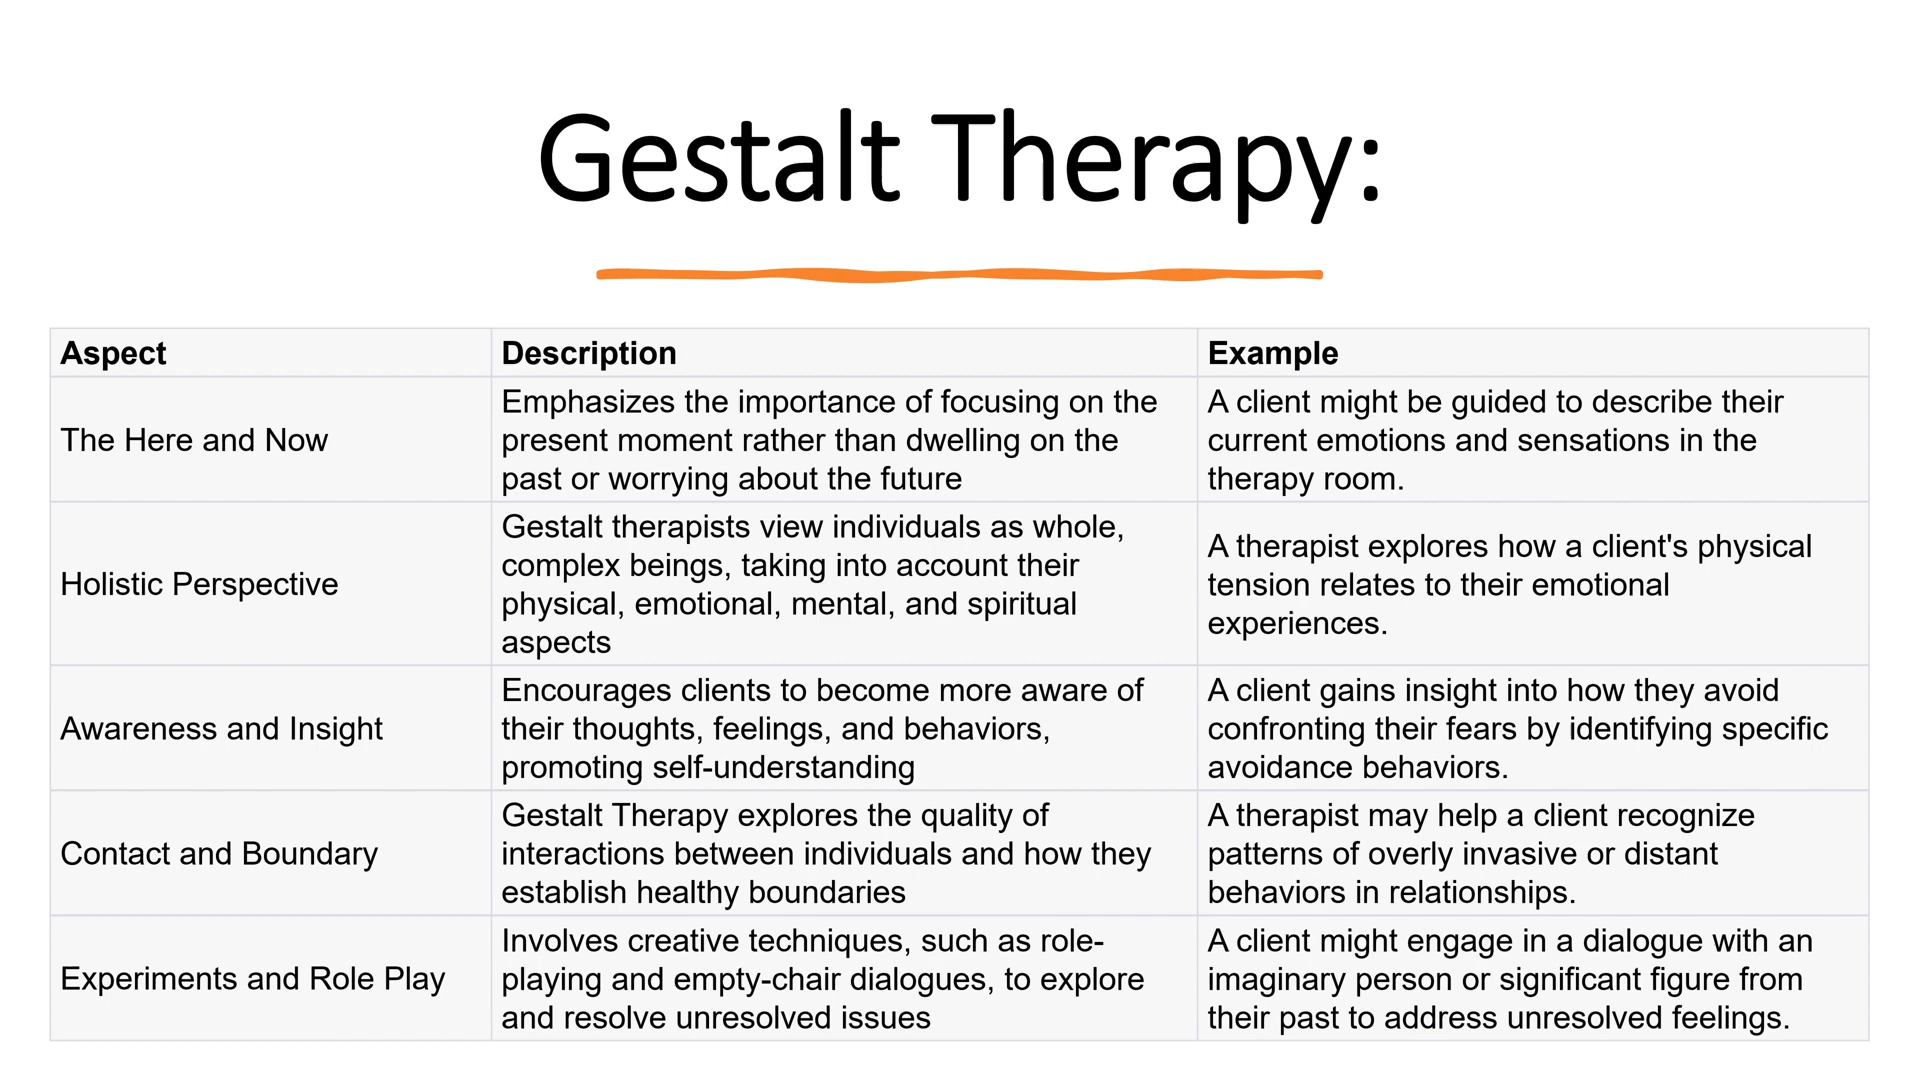 Gestalt Therapy:
Aspect
Description
Example
The Here and Now
Emphasizes the importance of focusing on the
present moment rather than dwelling on the
past or worrying about the future
A client might be guided to describe their
current emotions and sensations in the
therapy room.
Holistic Perspective
Gestalt therapists view individuals as whole,
complex beings, taking into account their
physical, emotional, mental, and spiritual
aspects
A therapist explores how a client's physical
tension relates to their emotional
experiences.
Awareness and Insight
Encourages clients to become more aware of
their thoughts, feelings, and behaviors,
promoting self-understanding
A client gains insight into how they avoid
confronting their fears by identifying specific
avoidance behaviors.
Contact and Boundary
Gestalt Therapy explores the quality of
interactions between individuals and how they
establish healthy boundaries
A therapist may help a client recognize
patterns of overly invasive or distant
behaviors in relationships.
Experiments and Role Play
Involves creative techniques, such as role-
playing and empty-chair dialogues, to explore
and resolve unresolved issues
A client might engage in a dialogue with an
imaginary person or significant figure from
their past to address unresolved feelings.